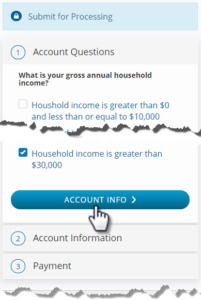 Submit for Processing
1 Account Questions
What is your gross annual household
income?
Houshold income is greater than $0
and less than or equal to $10,000
Household income is greater than
$30,000
ACCOUNT INFO >
2 Account Information
3 Payment